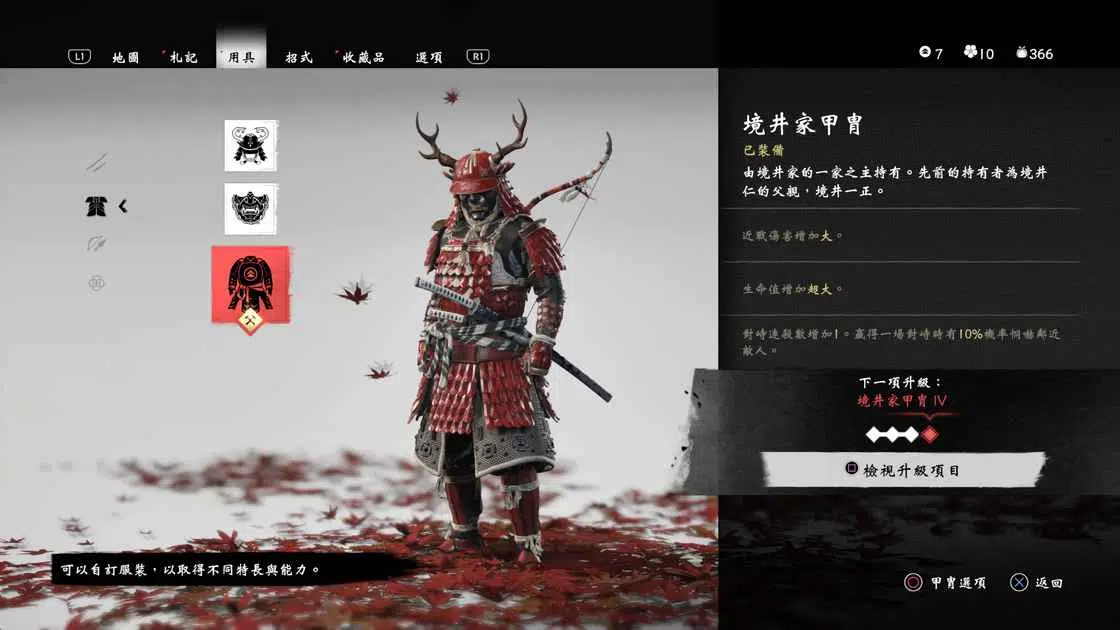 L1 地圖 札記 用具 招式 收藏品 選項 R1
7 10 366
境井家甲冑
已裝備
由境井家的一家之主持有。先前的持有者為境井
仁的父親，境井一正。
近戰傷害增加大。
生命值增加超大。
對峙連殺數增加1。贏得一場對峙時有10%機率恫嚇鄰近
敵人。
下一項升級：
境井家甲冑 IV
檢視升級項目
可以自訂服裝，以取得不同特長與能力。
甲冑選項 返回